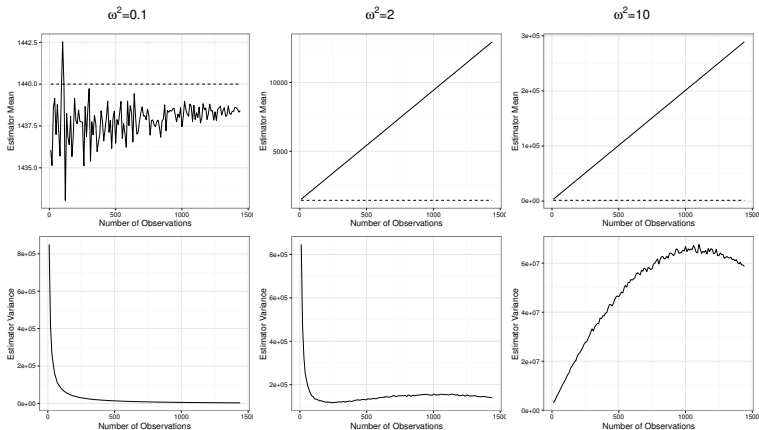 ω²=0.1
ω²=2
ω²=10
Estimator Mean
1442.5
1440.0
1437.5
1435.0
0
500
1000
1500
Number of Observations
Estimator Mean
10000
5000
0
500
1000
150
Number of Observations
Estimator Mean
3e+05
2e+05
1e+05
0e+00
0
500
1000
1500
Number of Observations
Estimator Variance
8e+05
6e+05
4e+05
2e+05
0e+00
0
500
1000
150
Number of Observations
Estimator Variance
8e+05
6e+05
4e+05
2e+05
0
500
1000
150
Number of Observations
Estimator Variance
6e+07
4e+07
2e+07
0e+00
0
500
1000
1500
Number of Observations